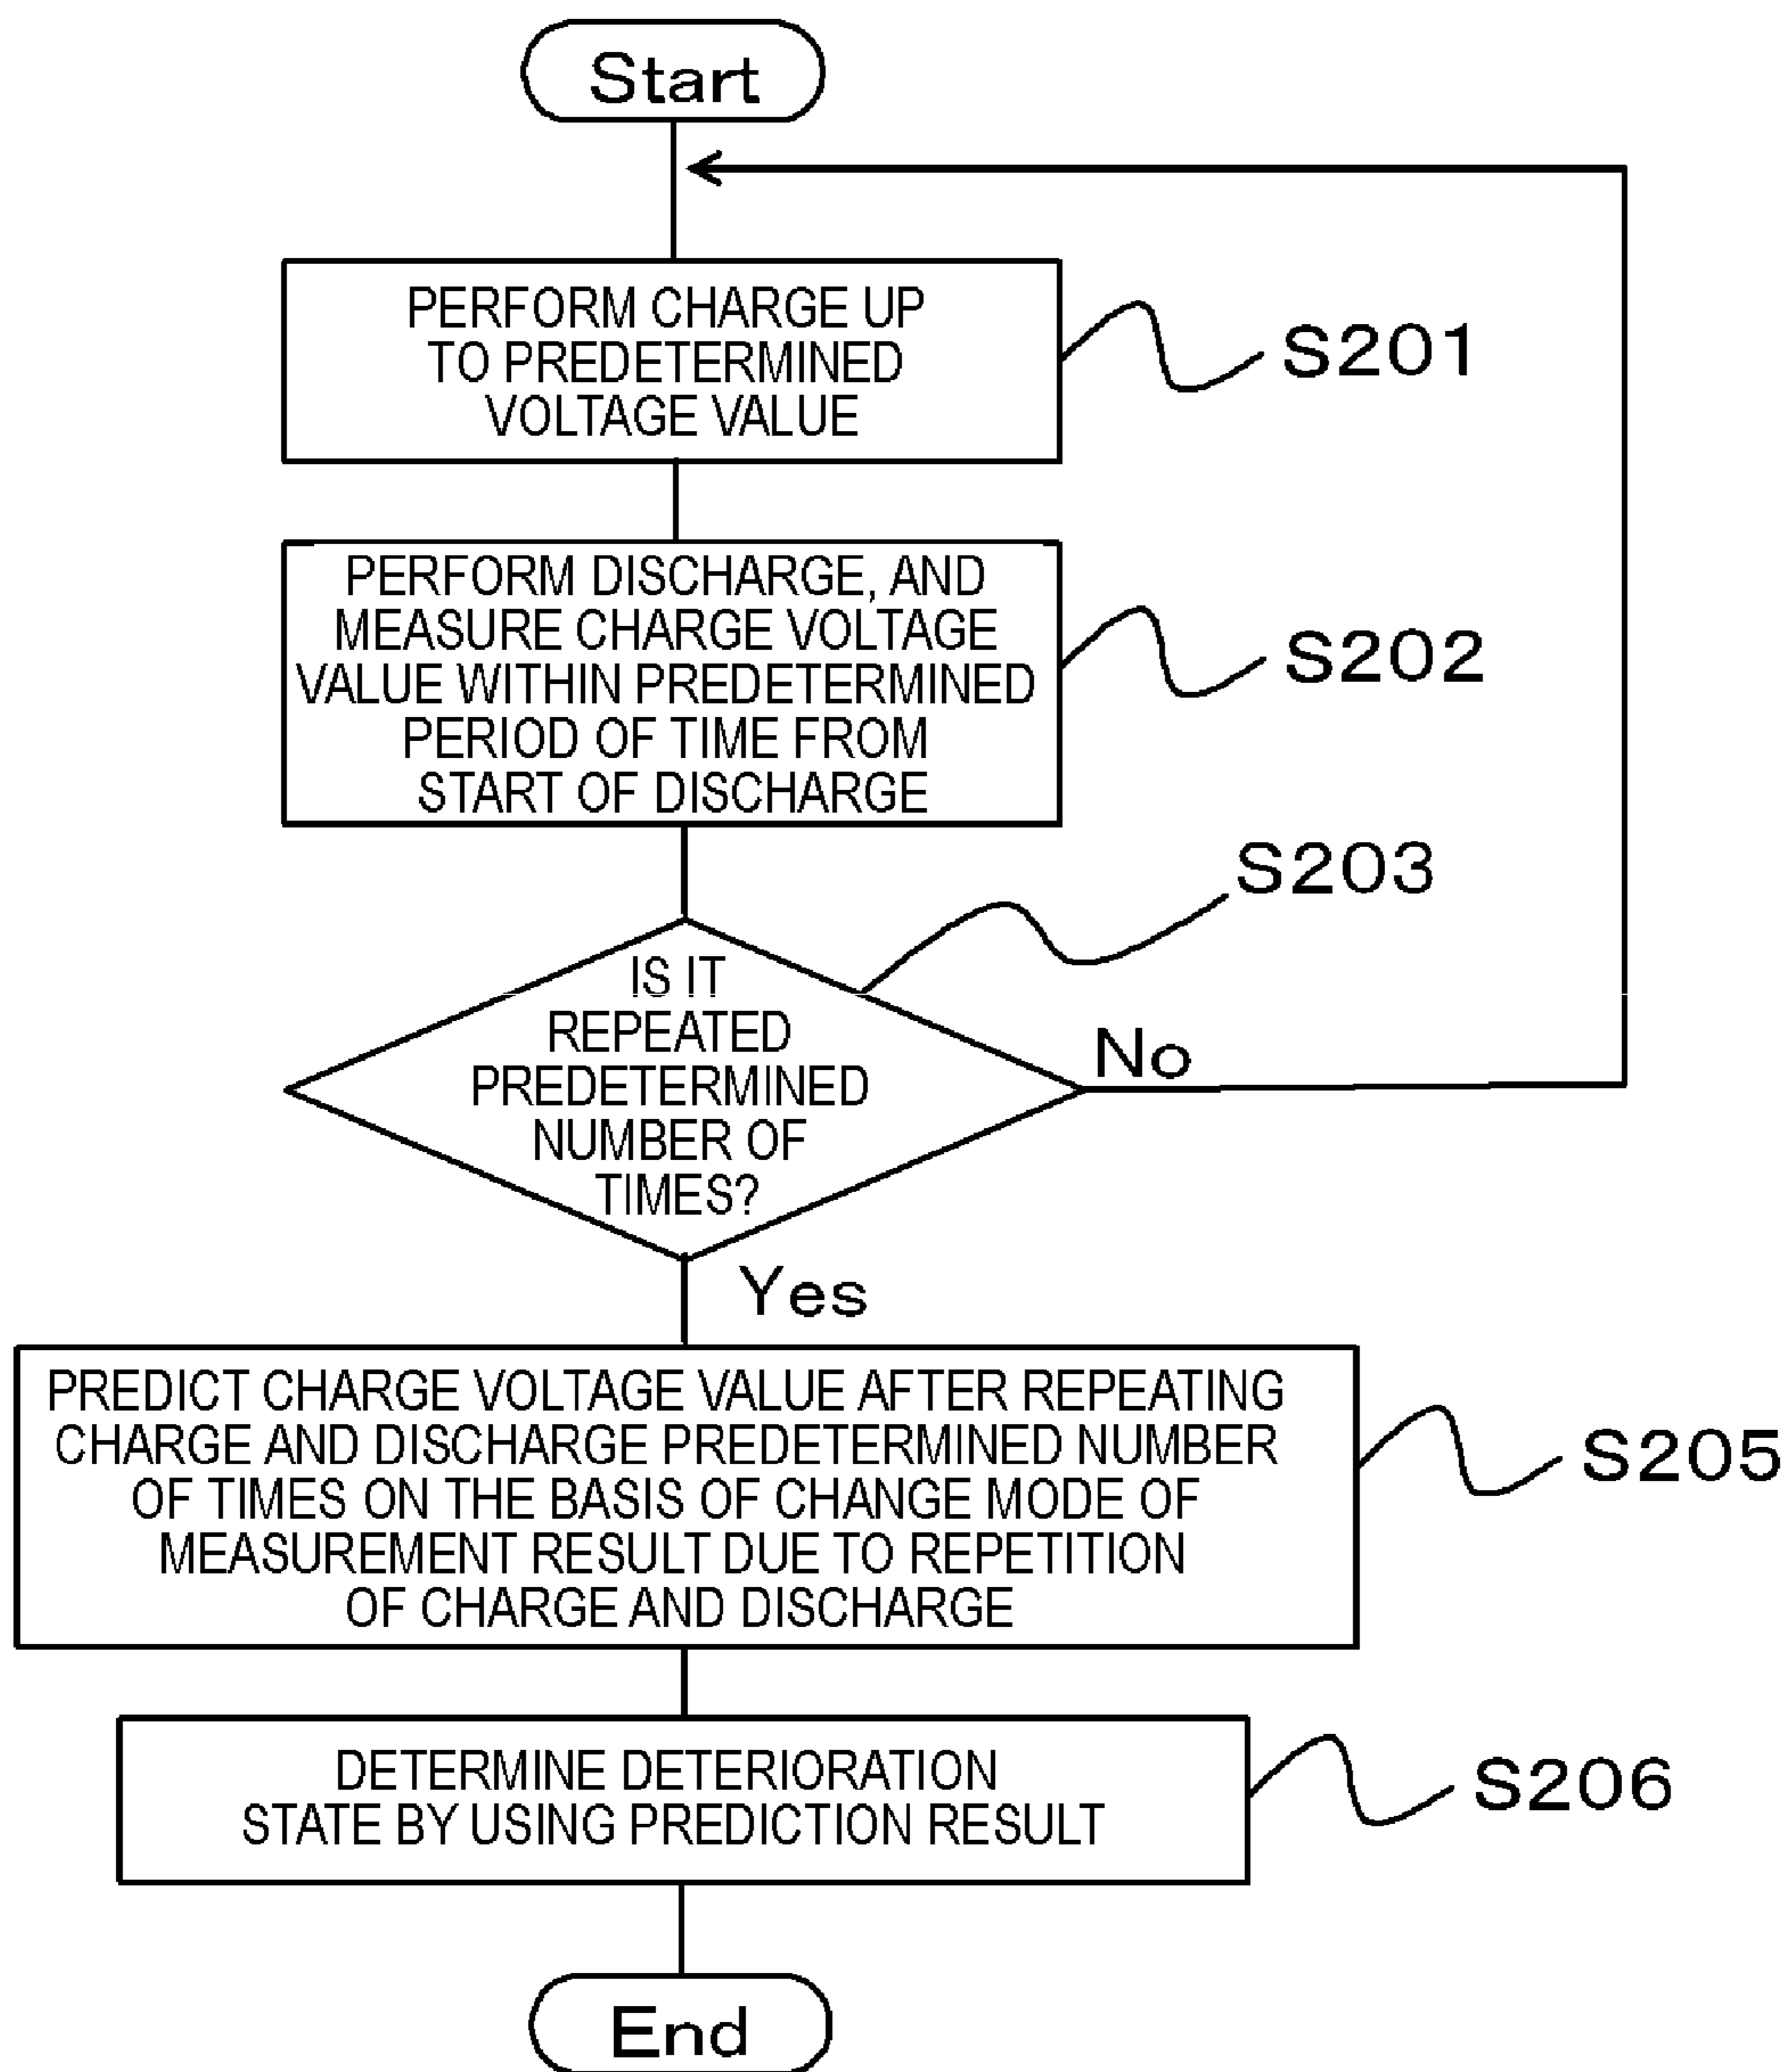 Start
PERFORM CHARGE UP
TO PREDETERMINED
VOLTAGE VALUE
S201
PERFORM DISCHARGE, AND
MEASURE CHARGE VOLTAGE
VALUE WITHIN PREDETERMINED
PERIOD OF TIME FROM
START OF DISCHARGE
S202
S203
IS IT
REPEATED
PREDETERMINED
NUMBER OF
TIMES?
No
Yes
PREDICT CHARGE VOLTAGE VALUE AFTER REPEATING
CHARGE AND DISCHARGE PREDETERMINED NUMBER
OF TIMES ON THE BASIS OF CHANGE MODE OF
MEASUREMENT RESULT DUE TO REPETITION
OF CHARGE AND DISCHARGE
S205
DETERMINE DETERIORATION
STATE BY USING PREDICTION RESULT
S206
End